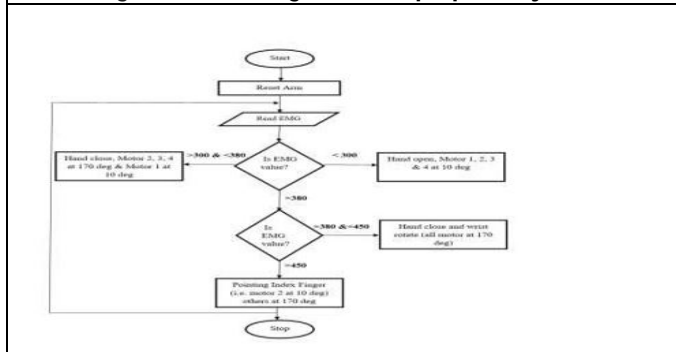 Start
Reset Arm
Read EMG
Is EMG
value?
>300 & <380
Hand close, Motor 2, 3, 4
at 170 deg & Motor 1 at
10 deg
< 300
Hand open, Motor 1, 2, 3
& 4 at 10 deg
>380
Is
EMG
value?
>380 &<450
Hand close and wrist
rotate (all motor at 170
deg)
>450
Pointing Index Finger
(i.e. motor 2 at 10 deg)
others at 170 deg
Stop